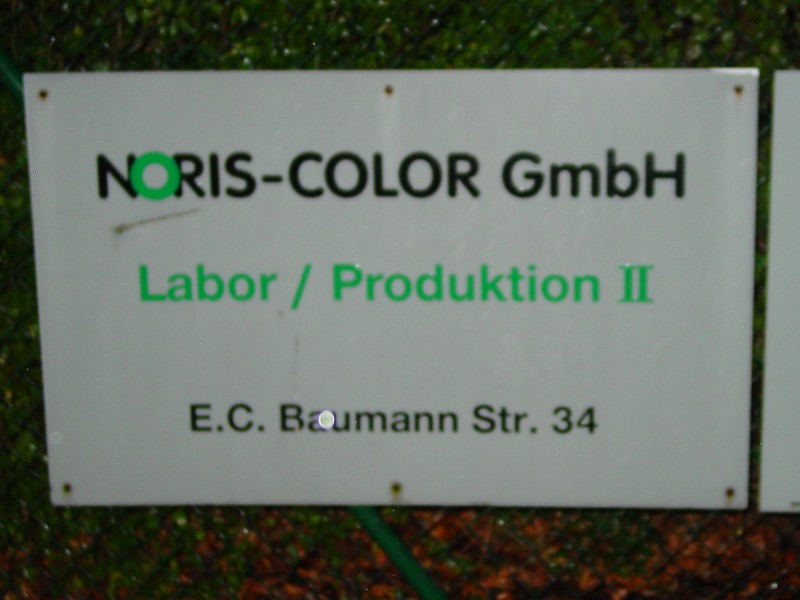 NORIS-COLOR GmbH
Labor / Produktion II
E.C. Baumann Str. 34